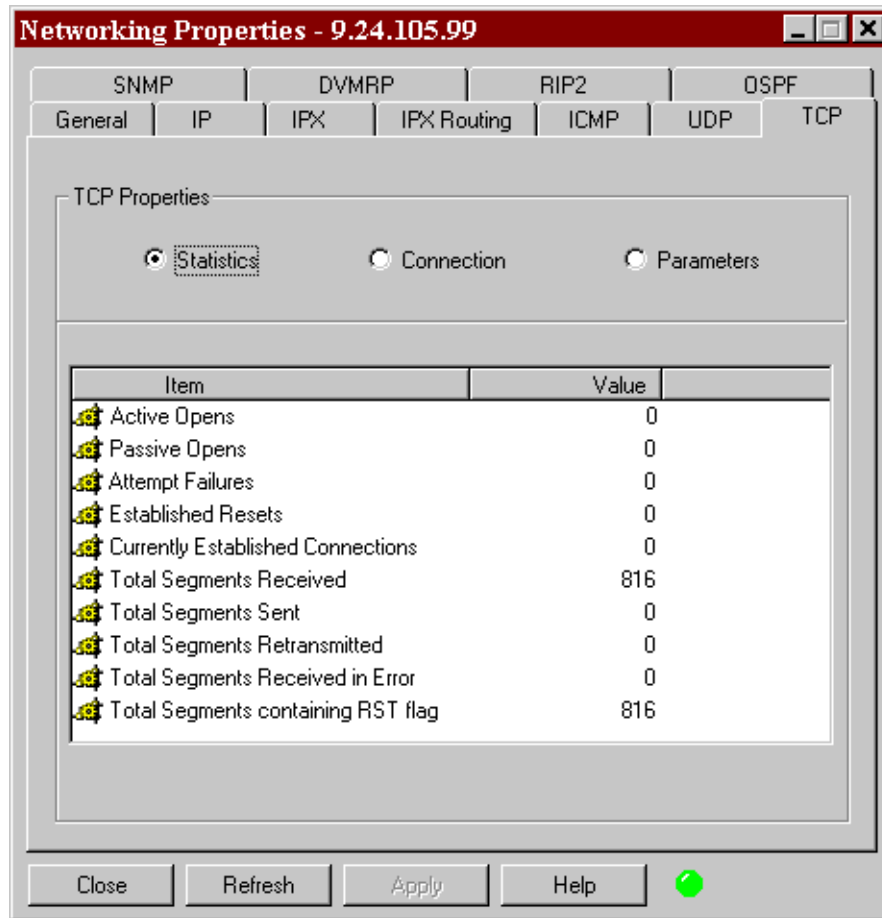 Networking Properties - 9.24.105.99
SNMP DVMRP RIP2 OSPF
General IP IPX IPX Routing ICMP UDP TCP
TCP Properties
Statistics Connection Parameters
Item Value
Active Opens 0
Passive Opens 0
Attempt Failures 0
Established Resets 0
Currently Established Connections 0
Total Segments Received 816
Total Segments Sent 0
Total Segments Retransmitted 0
Total Segments Received in Error 0
Total Segments containing RST flag 816
Close Refresh Apply Help